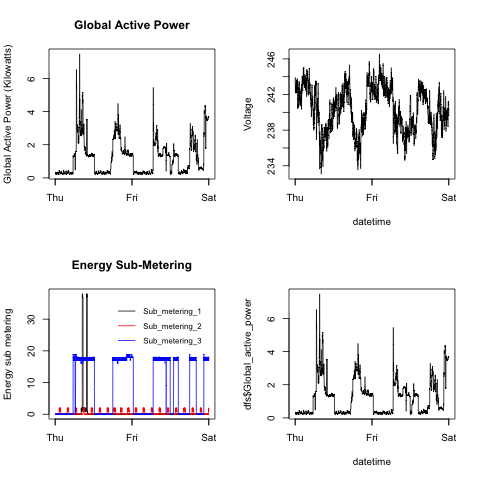 Global Active Power
Global Active Power (Kilowatts)
0 2 4 6
Thu Fri Sat
Voltage
234 238 242 246
Thu Fri Sat
datetime
Energy Sub-Metering
Energy sub metering
0 10 20 30
Sub_metering_1
Sub_metering_2
Sub_metering_3
Thu Fri Sat
dfs$Global_active_power
0 2 4 6
Thu Fri Sat
datetime